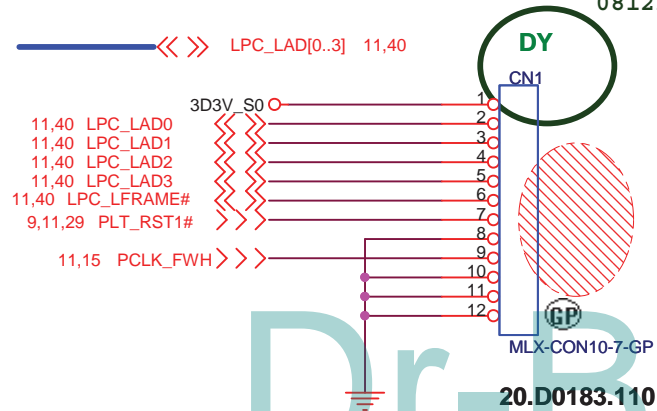 0812
LPC_LAD[0..3] 11,40
DY
CN1
3D3V_S0 1
11,40 LPC_LAD0 2
11,40 LPC_LAD1 3
11,40 LPC_LAD2 4
11,40 LPC_LAD3 5
11,40 LPC_LFRAME# 6
9,11,29 PLT_RST1# 7
8
11,15 PCLK_FWH 9
10
11
12
GP
MLX-CON10-7-GP
20.D0183.110
Dr-B